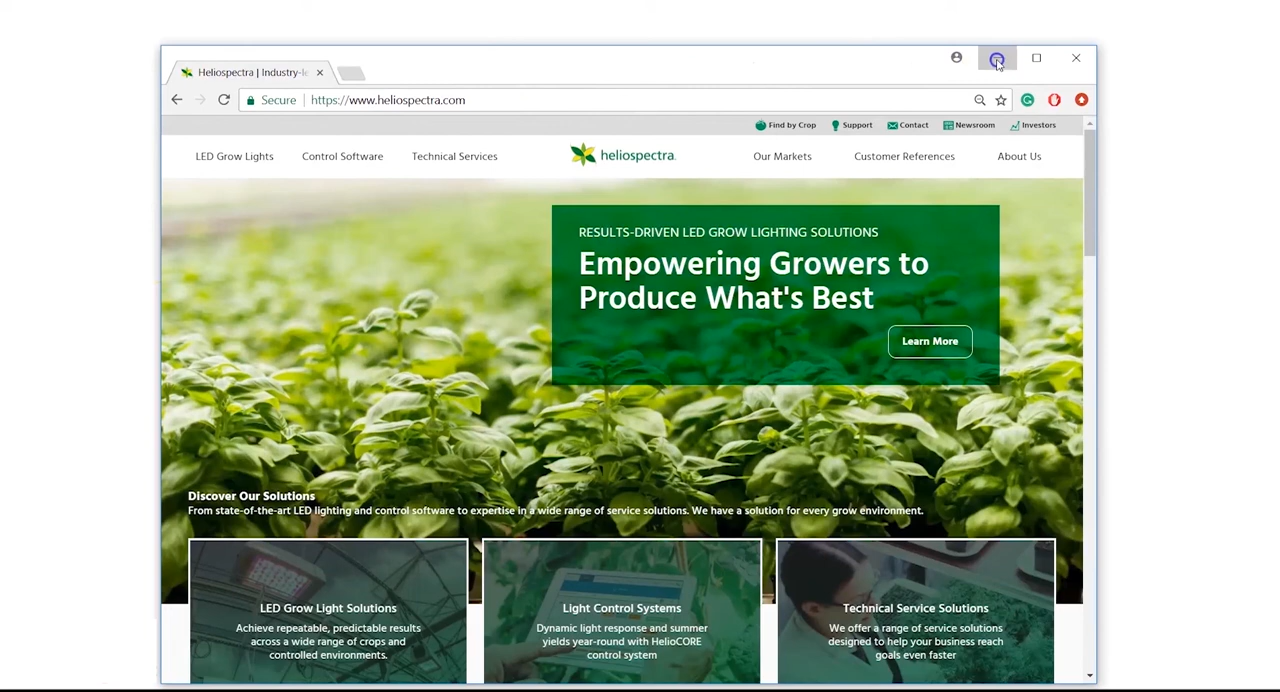 Heliospectra | Industry-l
Secure
https://www.heliospectra.com
Find by Crop
Support
Contact
Newsroom
Investors
LED Grow Lights
Control Software
Technical Services
heliospectra.
Our Markets
Customer References
About Us
RESULTS-DRIVEN LED GROW LIGHTING SOLUTIONS
Empowering Growers to
Produce What's Best
Learn More
Discover Our Solutions
From state-of-the-art LED lighting and control software to expertise in a wide range of service solutions. We have a solution for every grow environment.
LED Grow Light Solutions
Achieve repeatable, predictable results
across a wide range of crops and
controlled environments.
Light Control Systems
Dynamic light response and summer
yields year-round with HelioCORE
control system
Technical Service Solutions
We offer a range of service solutions
designed to help your business reach
goals even faster